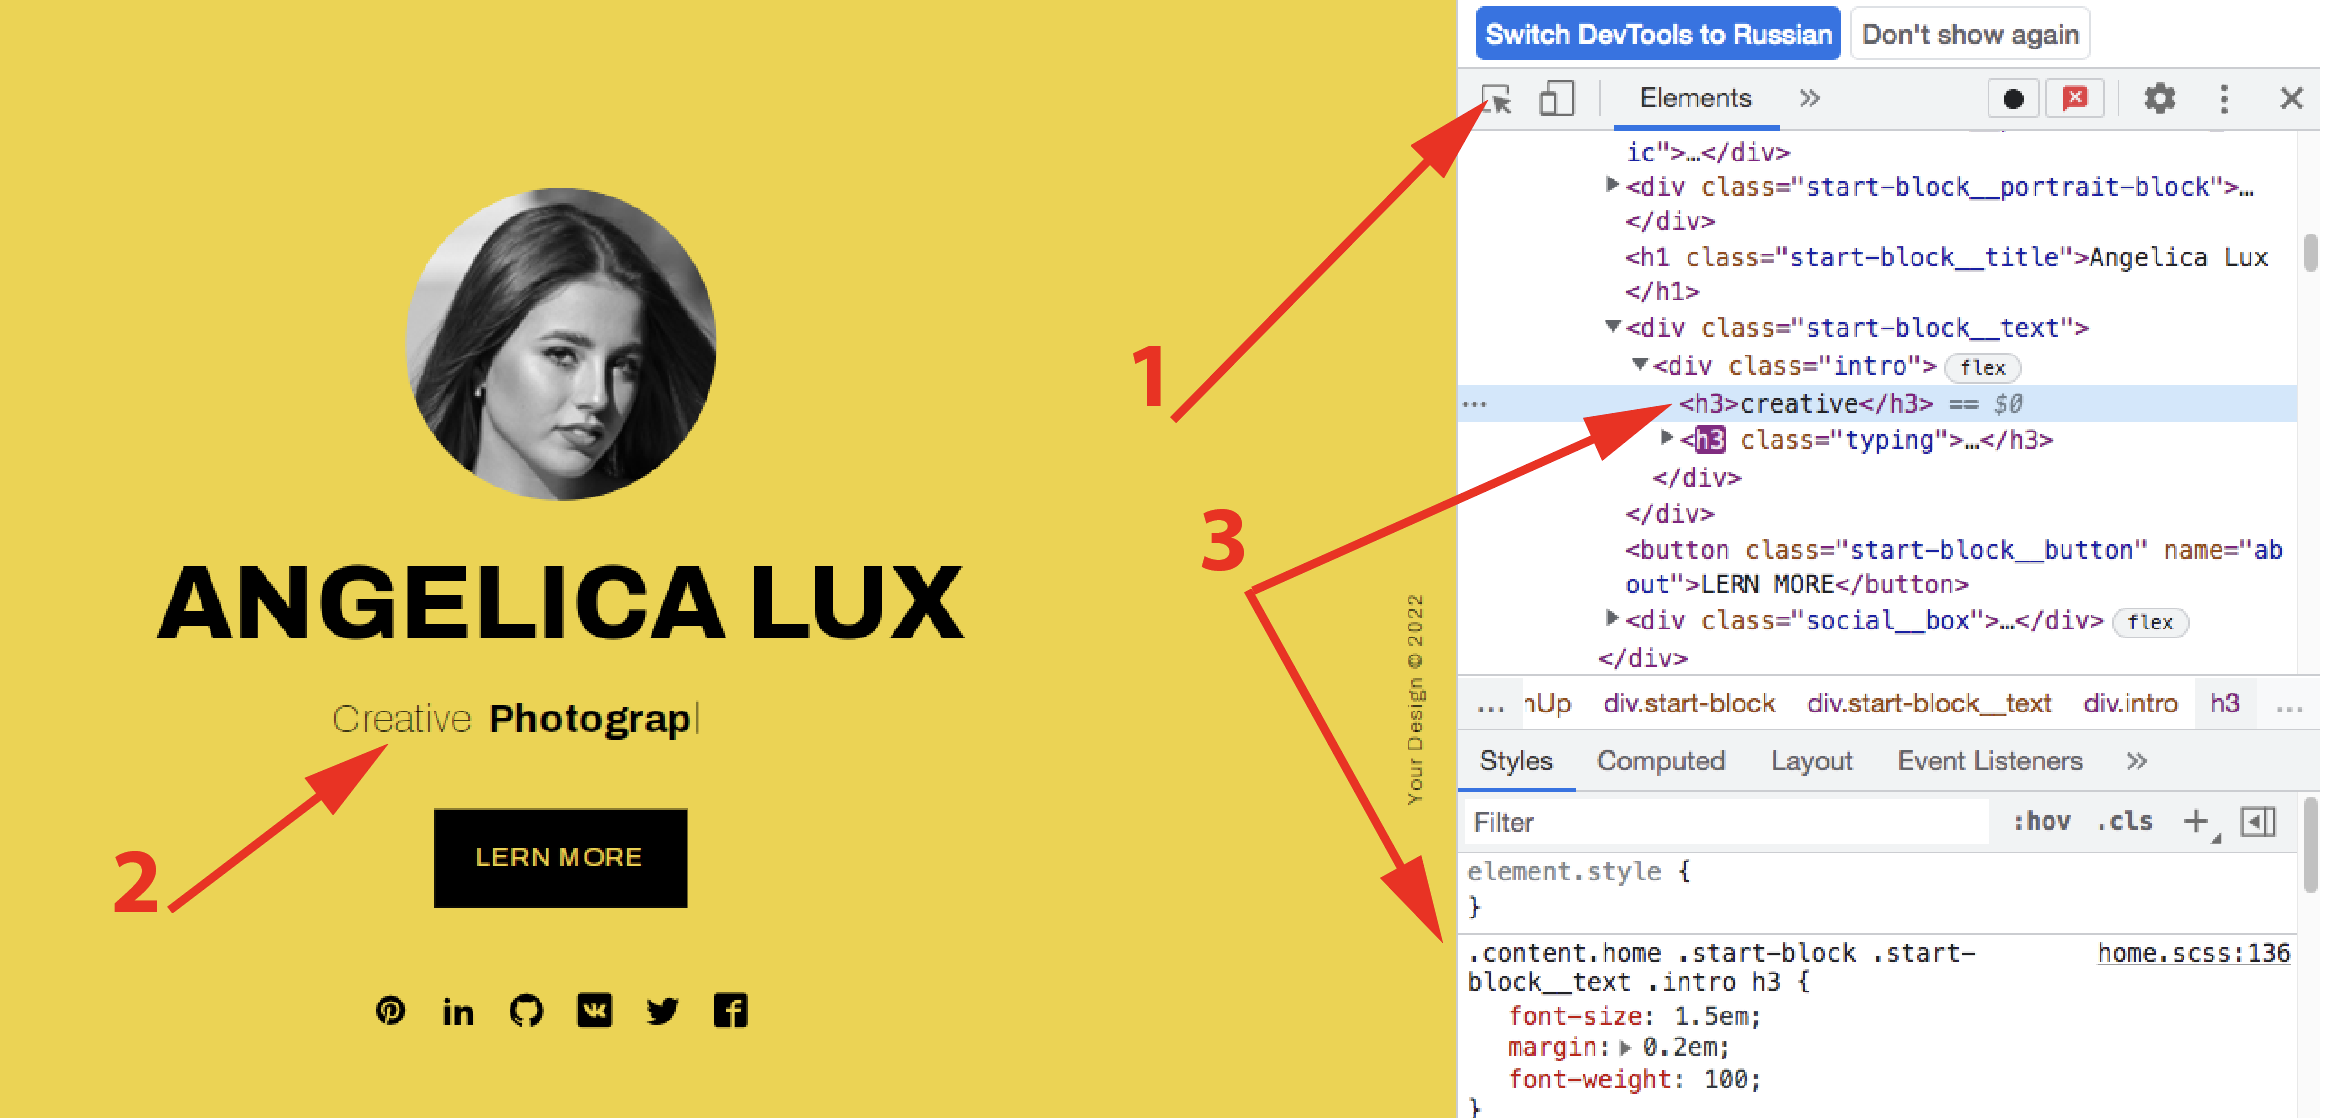 ANGELICA LUX
Creative Photograp|
LERN MORE
Your Design © 2022
1
2
3
Switch DevTools to Russian Don't show again
Elements
ic">…</div>
<div class="start-block__portrait-block">…
</div>
<h1 class="start-block__title">Angelica Lux
</h1>
<div class="start-block__text">
<div class="intro"> flex
… <h3>creative</h3> == $0
<h3 class="typing">…</h3>
</div>
</div>
<button class="start-block__button" name="ab
out">LERN MORE</button>
<div class="social__box">…</div> flex
</div>
… nUp div.start-block div.start-block__text div.intro h3 …
Styles Computed Layout Event Listeners
Filter :hov .cls +
element.style {
}
.content.home .start-block .start- home.scss:136
block__text .intro h3 {
font-size: 1.5em;
margin: 0.2em;
font-weight: 100;
}